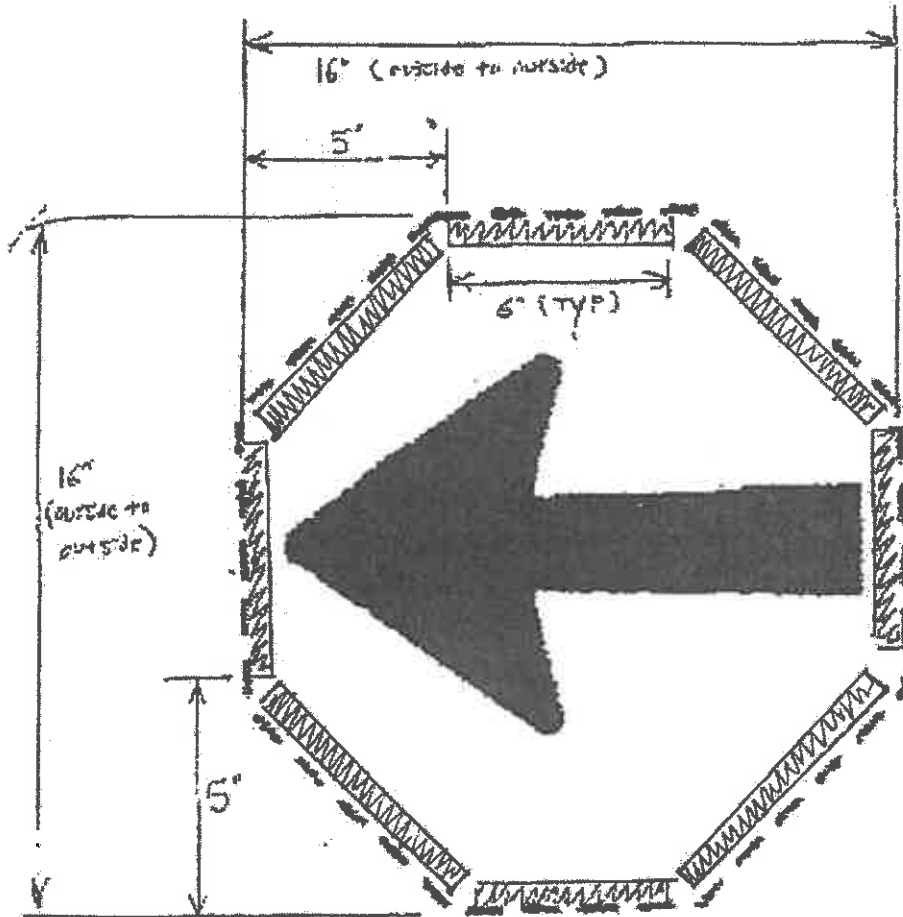 16" (outside to outside)
5"
6" (TYP)
16"
(outside to
outside)
5"